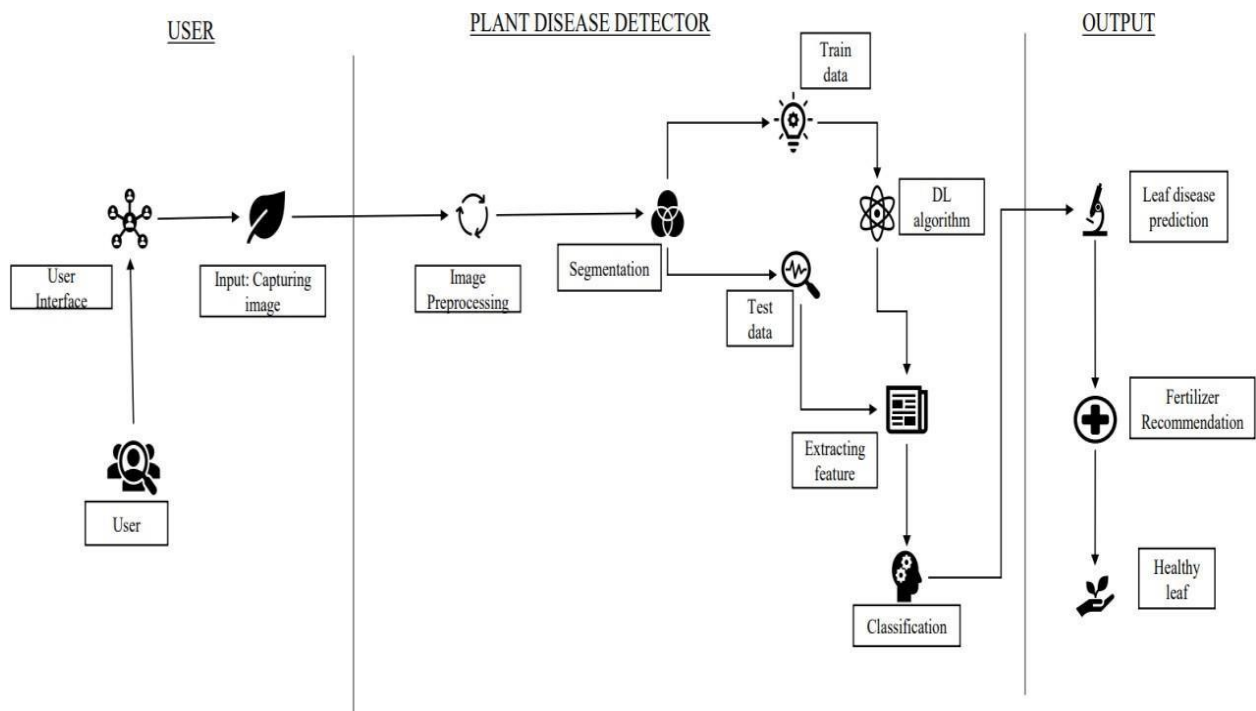 USER
PLANT DISEASE DETECTOR
OUTPUT
User
Interface
Input: Capturing
image
User
Image
Preprocessing
Segmentation
Train
data
Test
data
DL
algorithm
Extracting
feature
Classification
Leaf disease
prediction
Fertilizer
Recommendation
Healthy
leaf